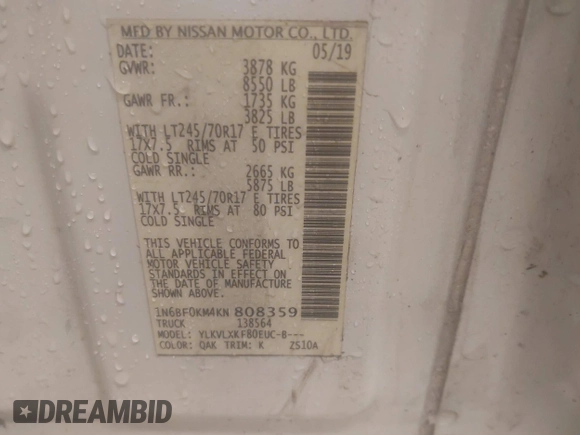 MFD BY NISSAN MOTOR CO., LTD.
DATE: 05/19
GVWR: 3878 KG
8550 LB
GAWR FR.: 1735 KG
3825 LB
WITH LT245/70R17 E TIRES
17X7.5 RIMS AT 50 PSI
COLD SINGLE
GAWR RR.: 2665 KG
5875 LB
WITH LT245/70R17 E TIRES
17X7.5 RIMS AT 80 PSI
COLD SINGLE
THIS VEHICLE CONFORMS TO
ALL APPLICABLE FEDERAL
MOTOR VEHICLE SAFETY
STANDARDS IN EFFECT ON
THE DATE OF MANUFACTURE
SHOWN ABOVE.
1N6BF0KM4KN 808359
TRUCK 138564
MODEL: YLKVLXKF80EUC-8---
COLOR: QAK TRIM: K ZS10A
DREAMBID